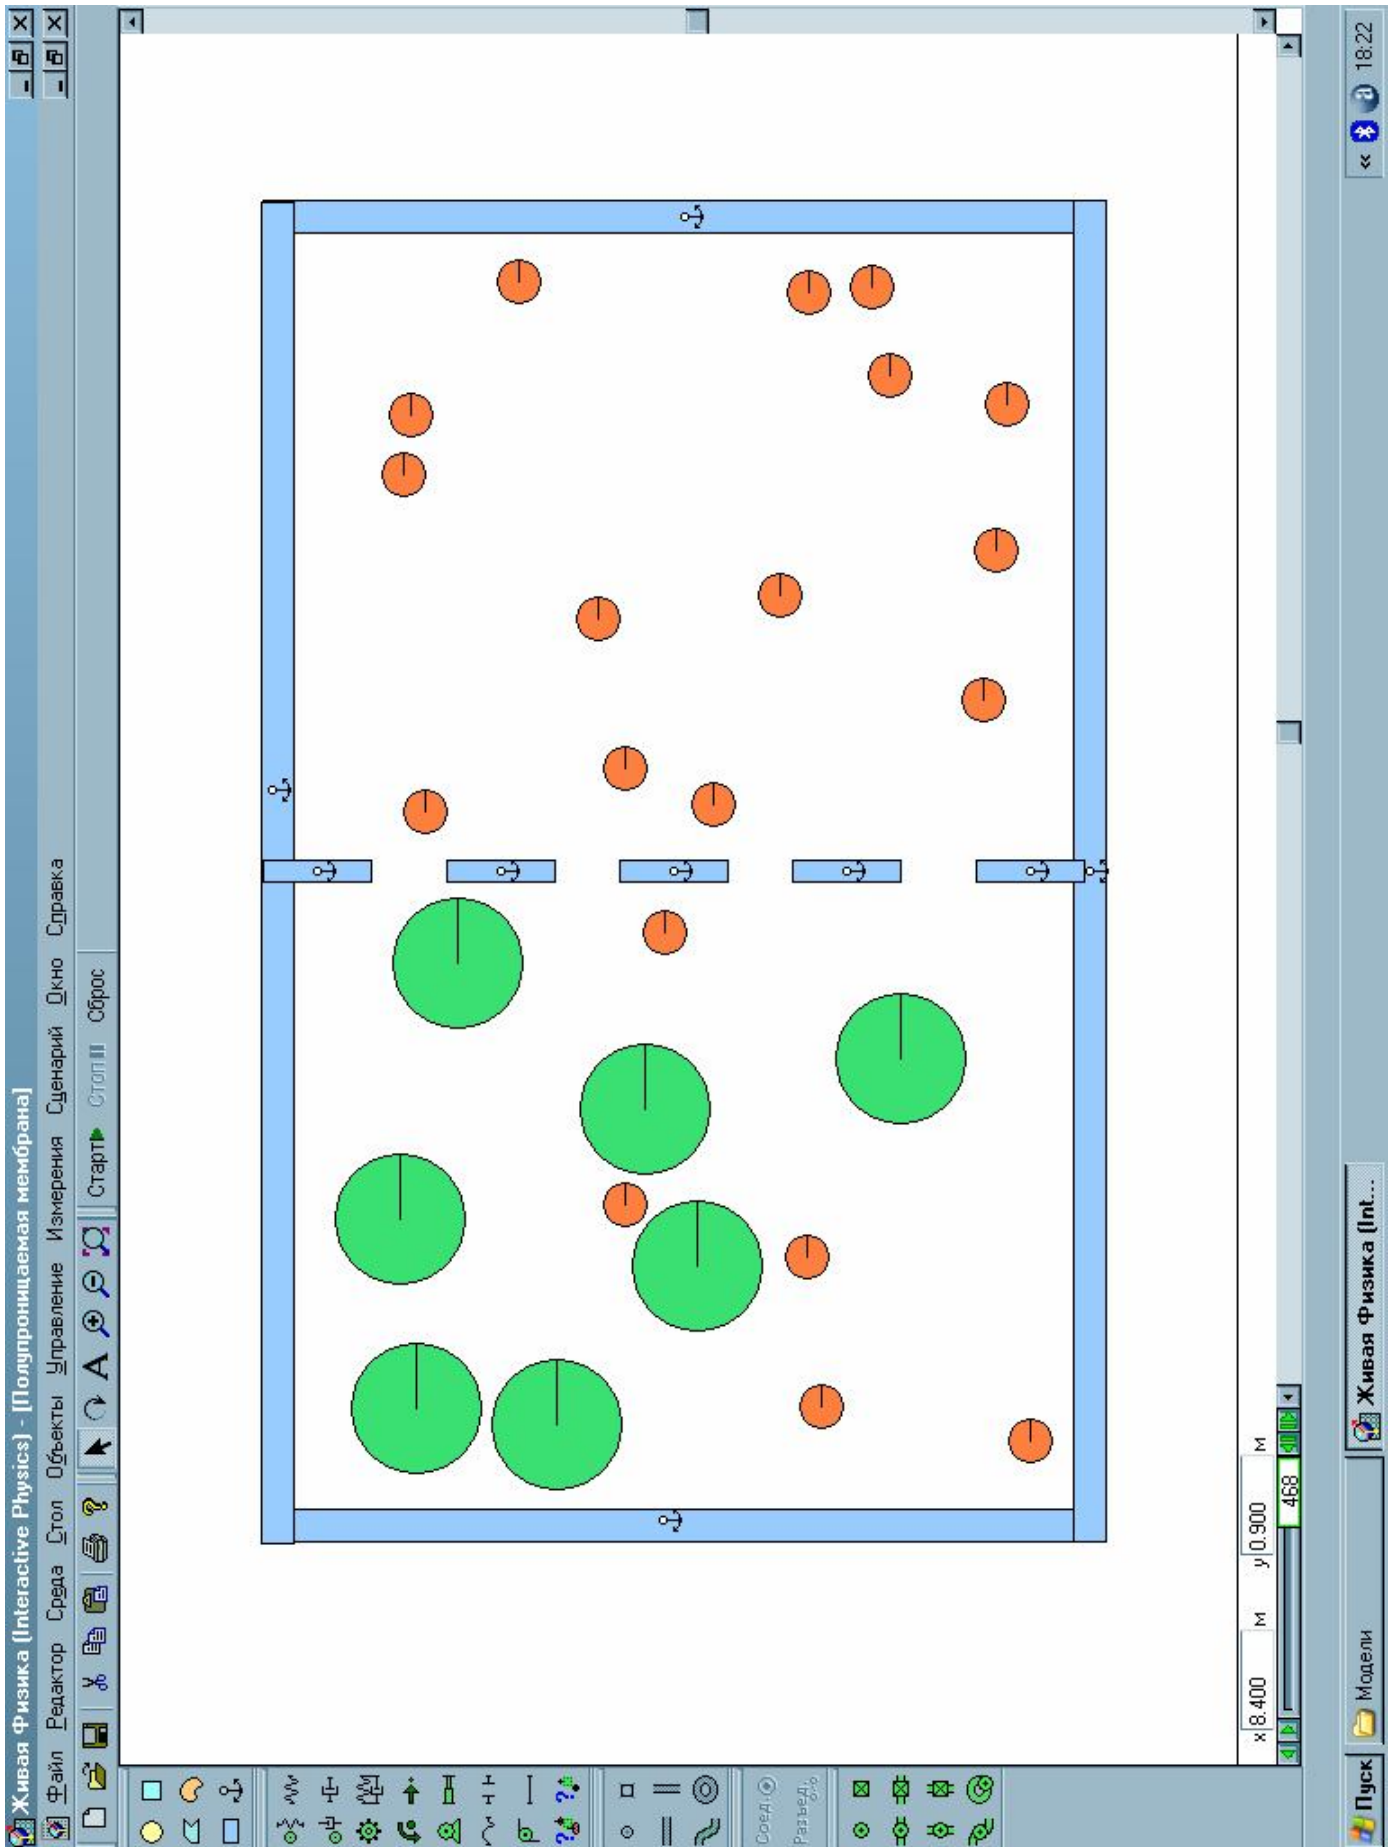 Живая Физика (Interactive Physics) - [Полупроницаемая мембрана]
Файл Редактор Среда Стол Объекты Управление Измерения Сценарий Окно Справка
A Старт Стоп Сброс
Соед.
Разъед.
x 8.400 м y 0.900 м
468
Пуск Модели Живая Физика (Int... « 18:22